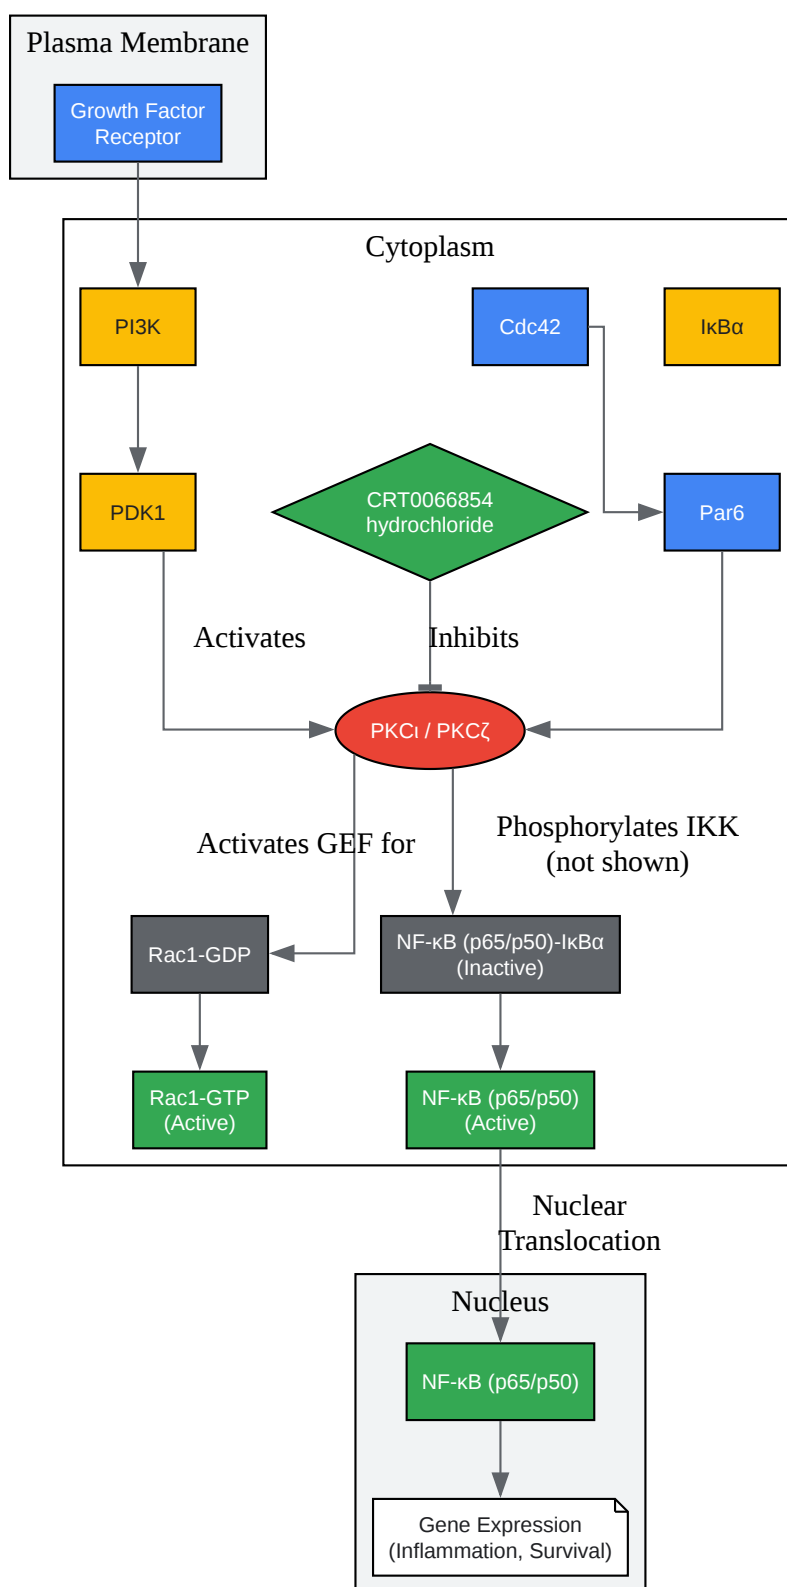 Plasma Membrane
Growth Factor
Receptor
Cytoplasm
PI3K
Cdc42
IκBα
PDK1
CRT0066854
hydrochloride
Par6
Activates
Inhibits
PKCι / PKCζ
Activates GEF for
Phosphorylates IKK
(not shown)
Rac1-GDP
NF-κB (p65/p50)-IκBα
(Inactive)
Rac1-GTP
(Active)
NF-κB (p65/p50)
(Active)
Nuclear
Translocation
Nucleus
NF-κB (p65/p50)
Gene Expression
(Inflammation, Survival)